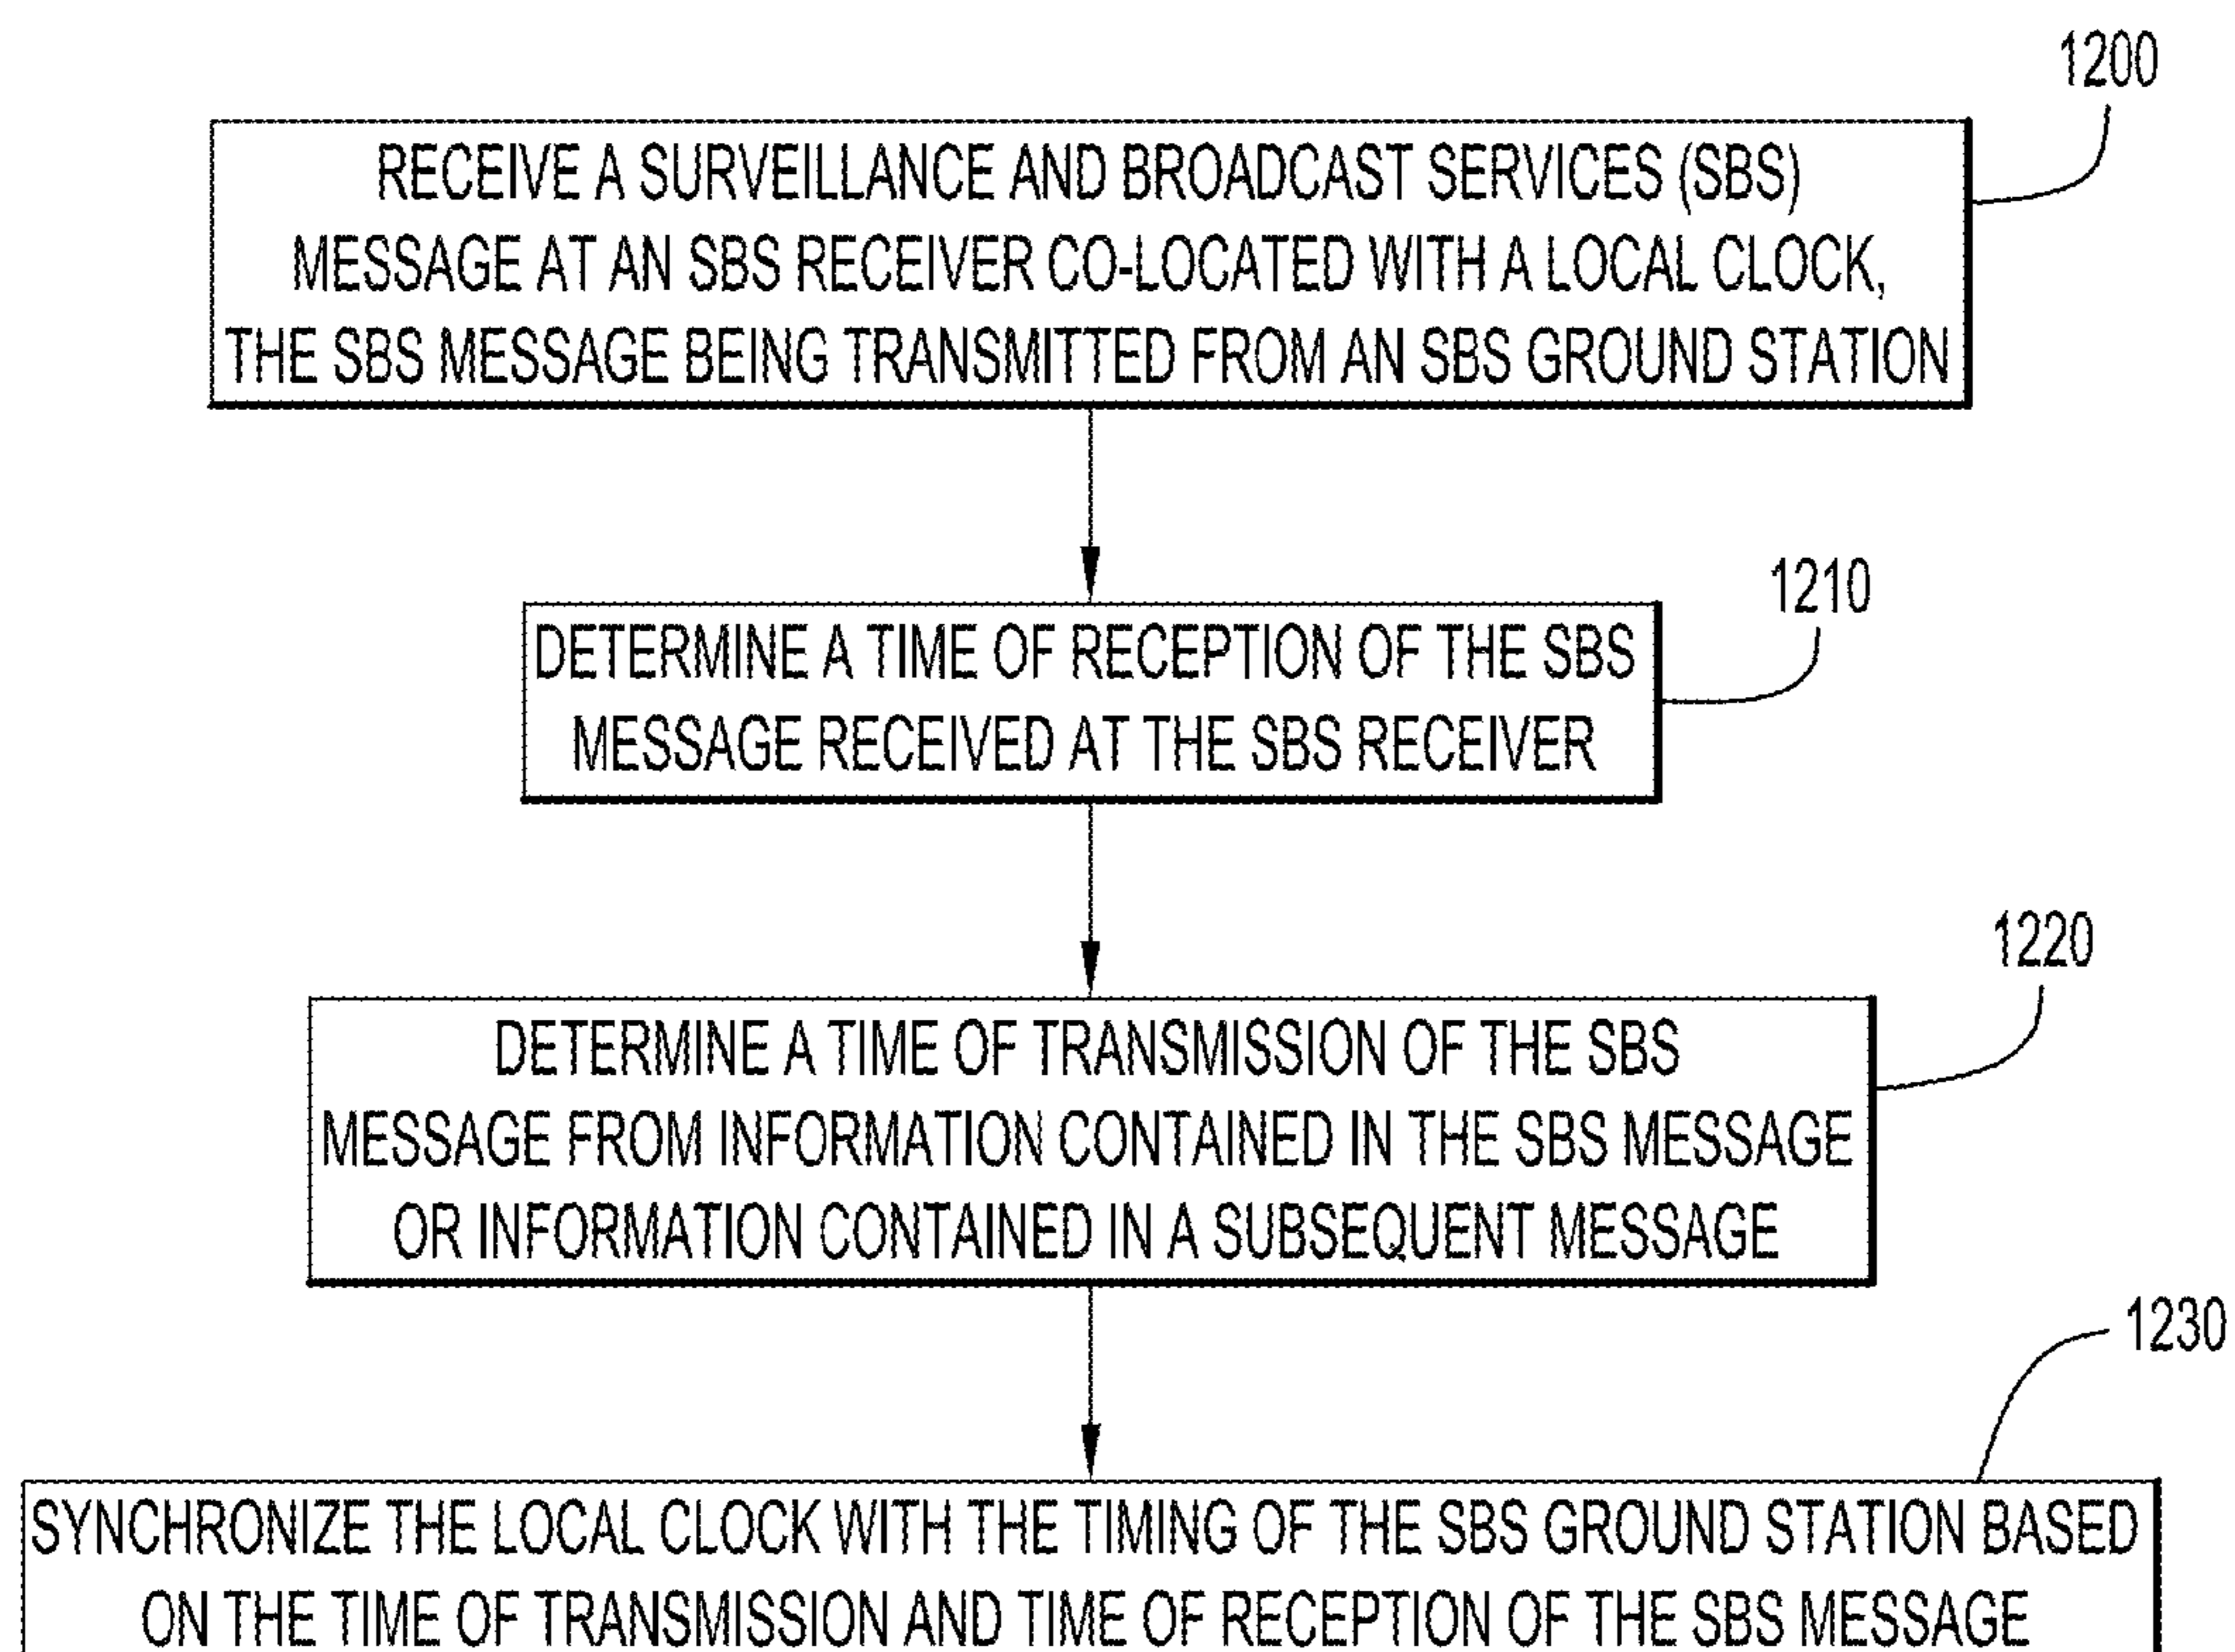 1200
RECEIVE A SURVEILLANCE AND BROADCAST SERVICES (SBS)
MESSAGE AT AN SBS RECEIVER CO-LOCATED WITH A LOCAL CLOCK,
THE SBS MESSAGE BEING TRANSMITTED FROM AN SBS GROUND STATION
1210
DETERMINE A TIME OF RECEPTION OF THE SBS
MESSAGE RECEIVED AT THE SBS RECEIVER
1220
DETERMINE A TIME OF TRANSMISSION OF THE SBS
MESSAGE FROM INFORMATION CONTAINED IN THE SBS MESSAGE
OR INFORMATION CONTAINED IN A SUBSEQUENT MESSAGE
1230
SYNCHRONIZE THE LOCAL CLOCK WITH THE TIMING OF THE SBS GROUND STATION BASED
ON THE TIME OF TRANSMISSION AND TIME OF RECEPTION OF THE SBS MESSAGE